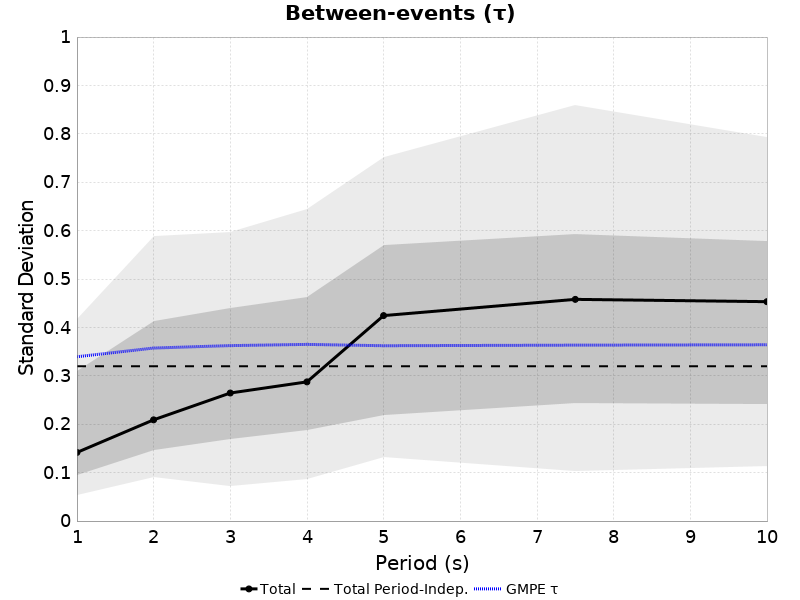 Between-events (τ)
1
0.9
0.8
0.7
0.6
0.5
0.4
0.3
0.2
0.1
0
Standard Deviation
1 2 3 4 5 6 7 8 9 10
Period (s)
Total Total Period-Indep. GMPE τ